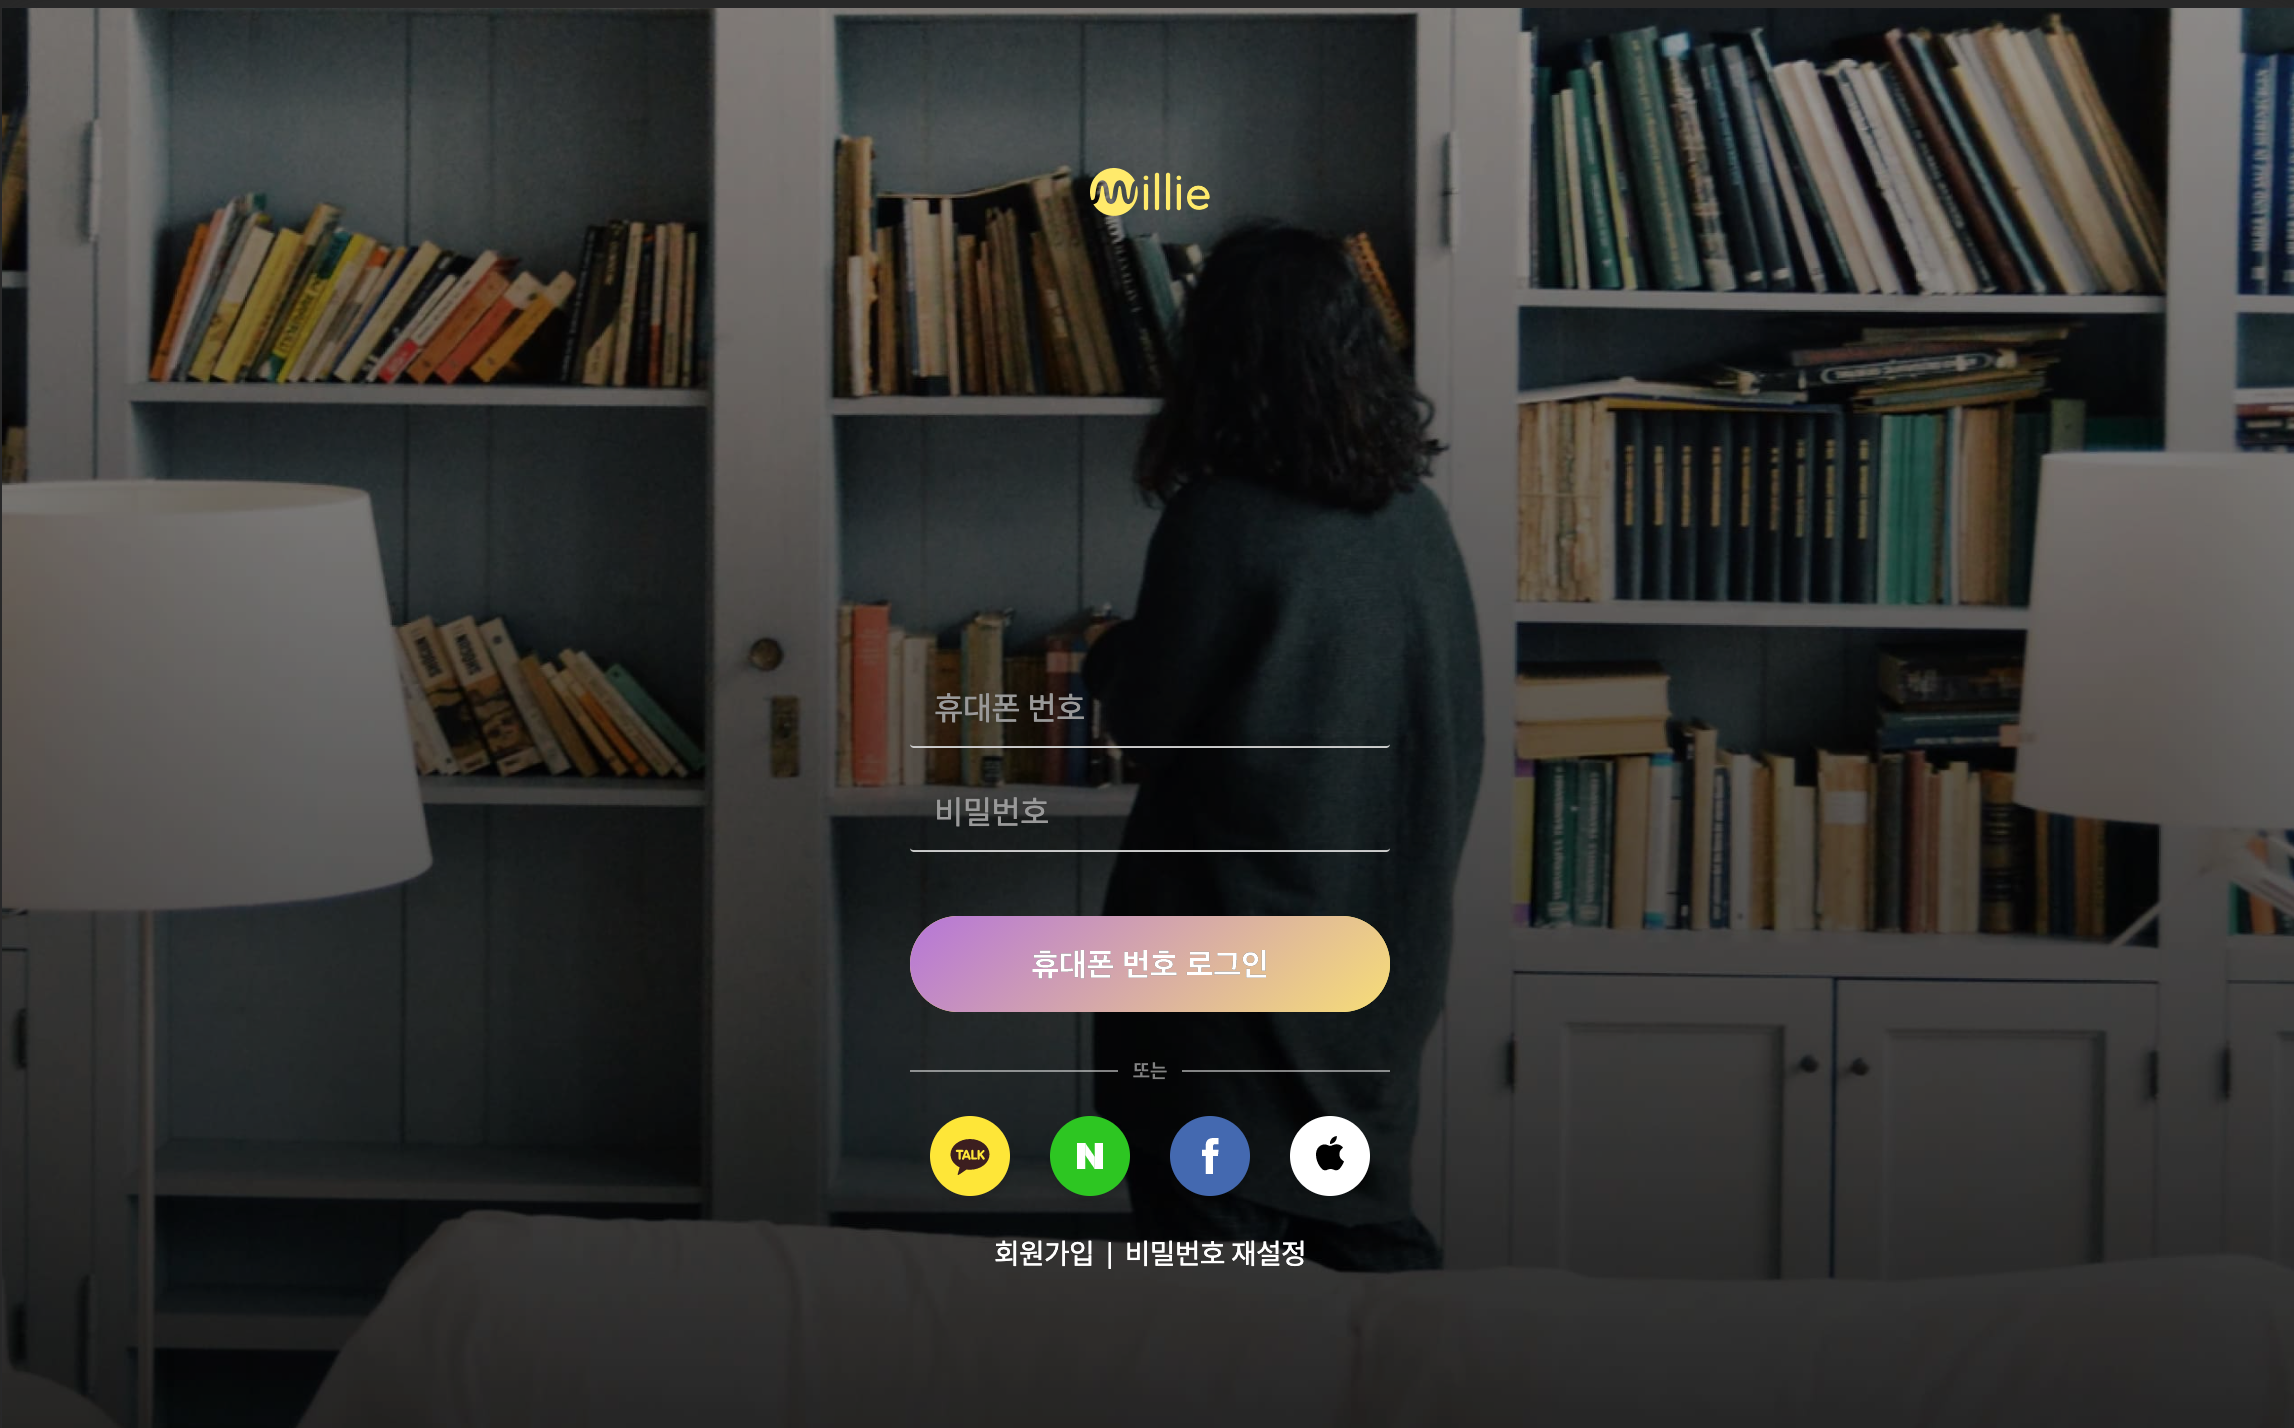 millie
휴대폰 번호
비밀번호
휴대폰 번호 로그인
또는
TALK
N
f
회원가입 | 비밀번호 재설정